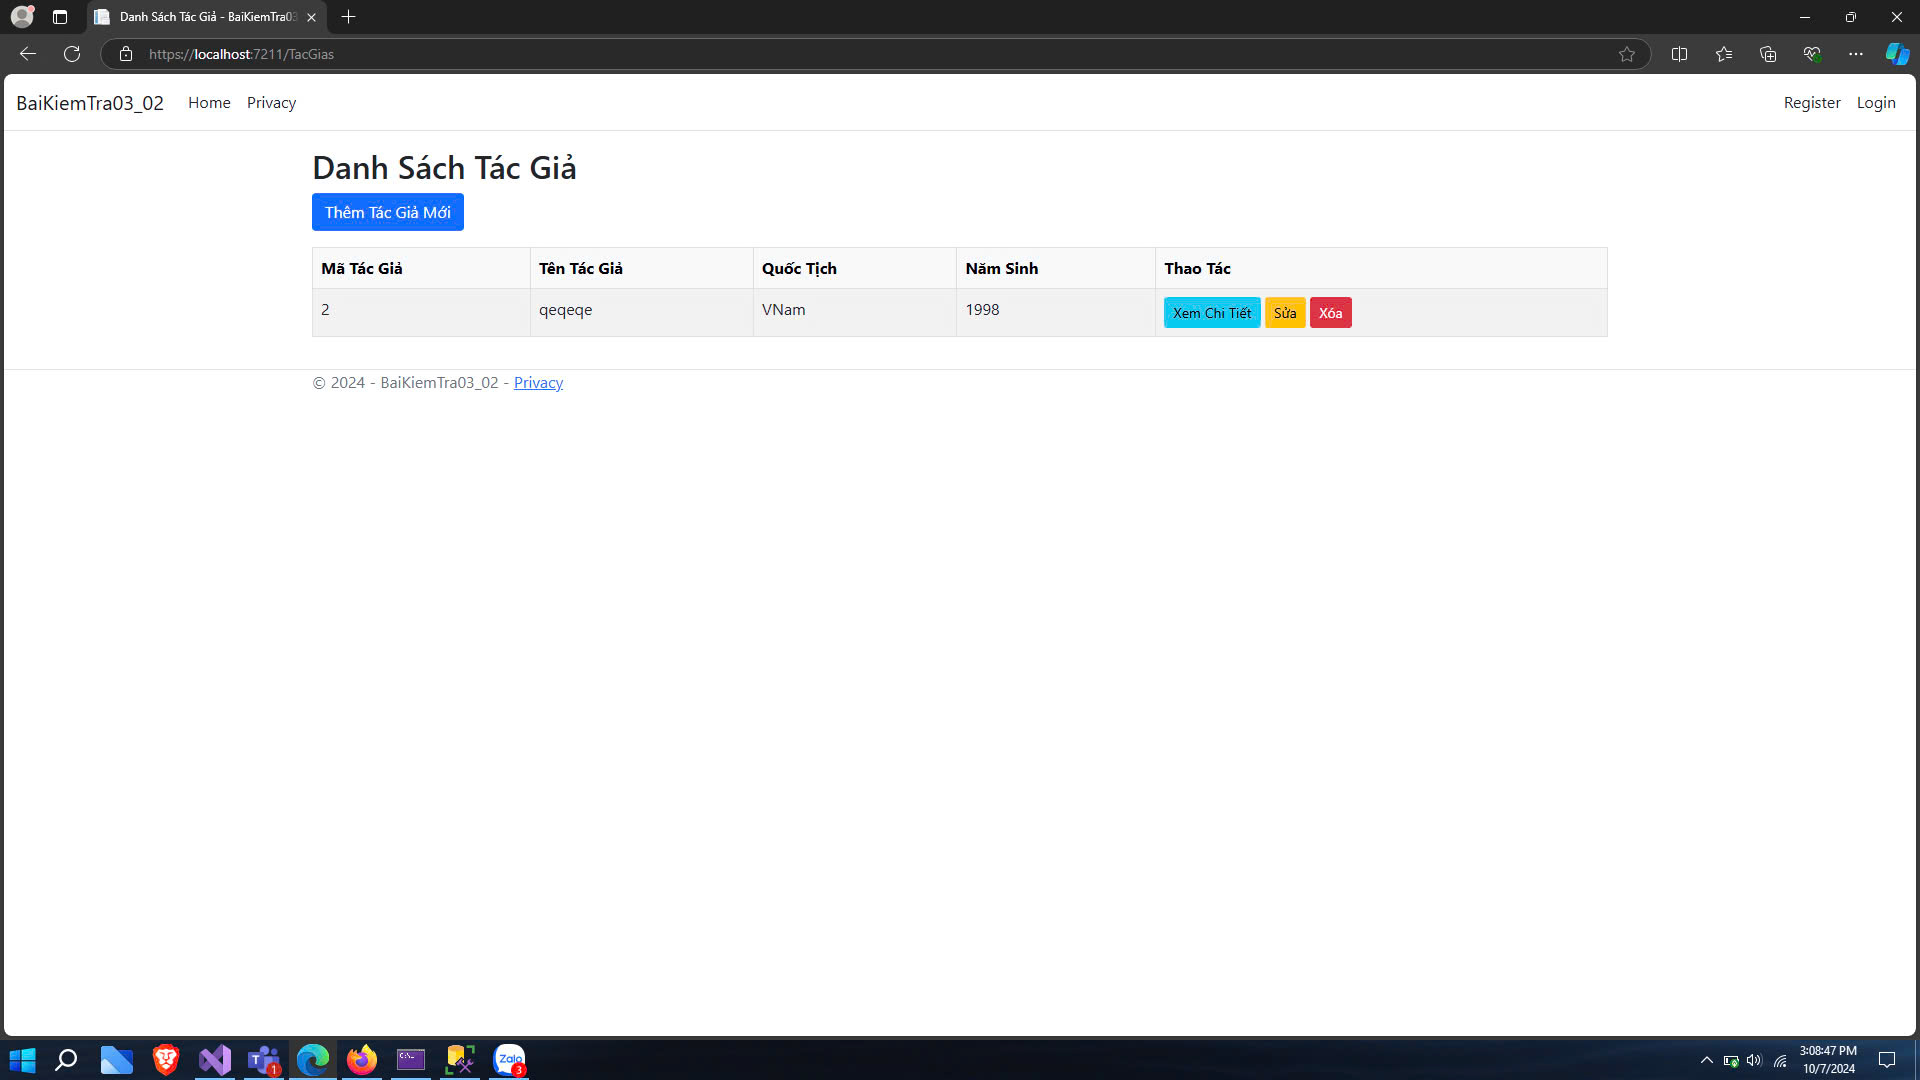 Danh Sách Tác Giả - BaiKiemTra03
https://localhost:7211/TacGias
BaiKiemTra03_02 Home Privacy Register Login
Danh Sách Tác Giả
Thêm Tác Giả Mới
Mã Tác Giả Tên Tác Giả Quốc Tịch Năm Sinh Thao Tác
2 qeqeqe VNam 1998 Xem Chi Tiết Sửa Xóa
© 2024 - BaiKiemTra03_02 - Privacy
T 1 C:\ Zalo 3
3:08:47 PM
10/7/2024